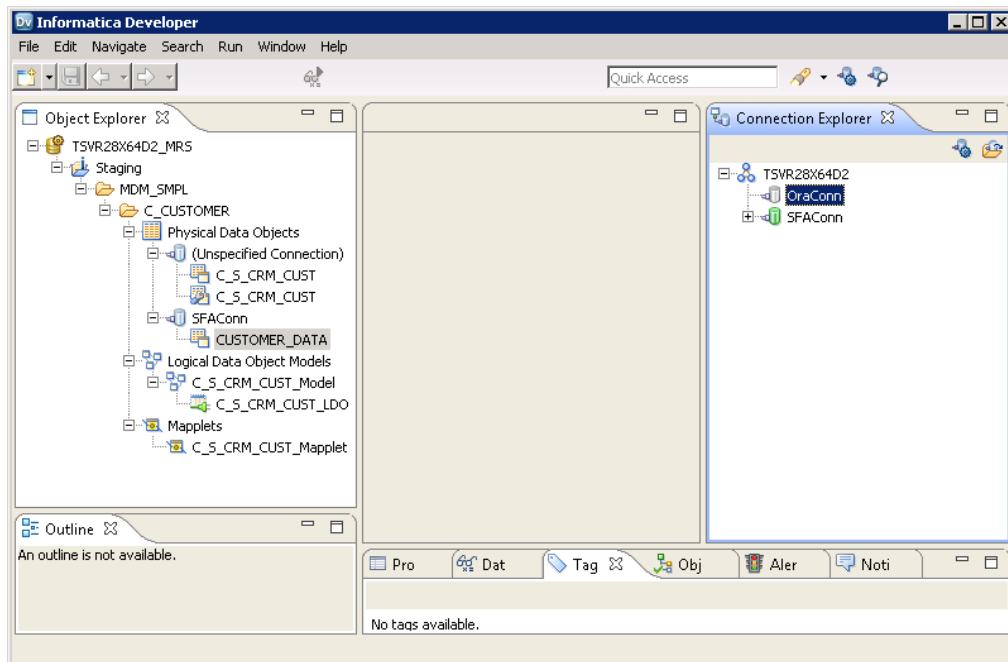 Dv Informatica Developer
File Edit Navigate Search Run Window Help
Quick Access
Object Explorer
TSVR28X64D2_MRS
Staging
MDM_SMPL
C_CUSTOMER
Physical Data Objects
(Unspecified Connection)
C_S_CRM_CUST
C_S_CRM_CUST
SFAConn
CUSTOMER_DATA
Logical Data Object Models
C_S_CRM_CUST_Model
C_S_CRM_CUST_LDO
Mapplets
C_S_CRM_CUST_Mapplet
Connection Explorer
TSVR28X64D2
OraConn
SFAConn
Outline
An outline is not available.
Pro Dat Tag Obj Aler Noti
No tags available.